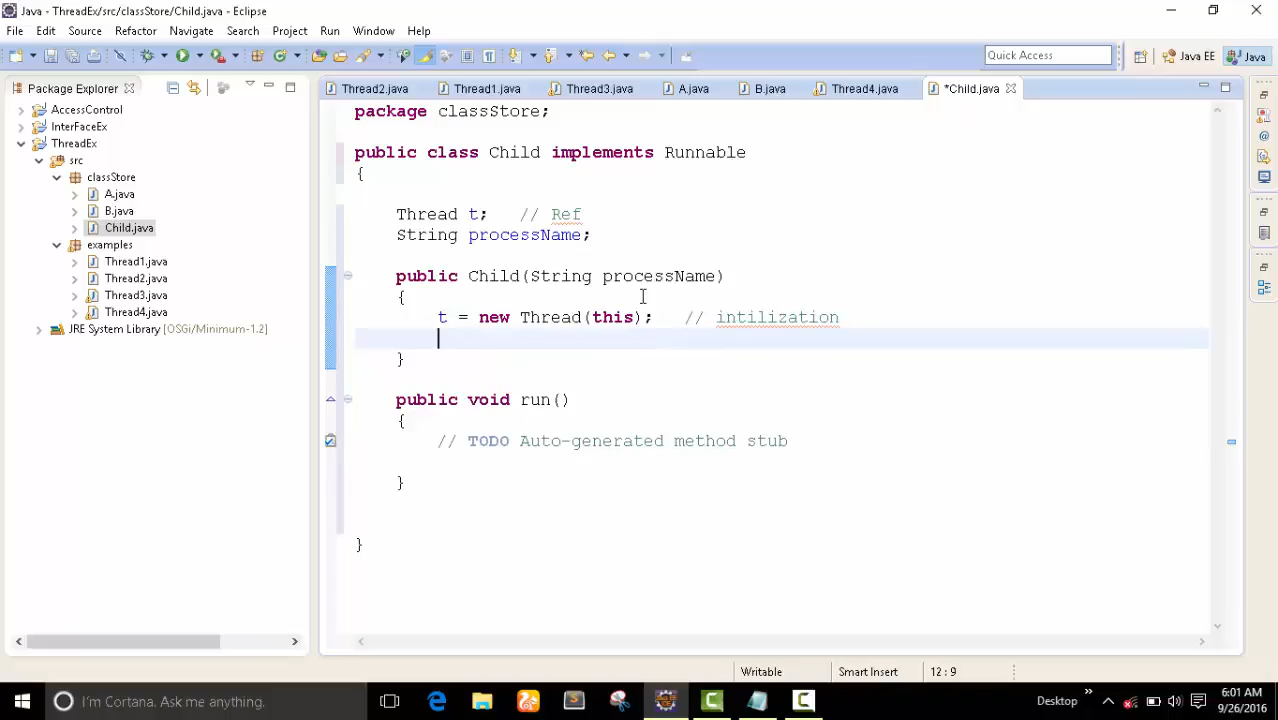 Java - ThreadEx/src/classStore/Child.java - Eclipse
File Edit Source Refactor Navigate Search Project Run Window Help
Quick Access
Java EE
Java
Package Explorer
AccessControl
InterFaceEx
ThreadEx
src
classStore
A.java
B.java
Child.java
examples
Thread1.java
Thread2.java
Thread3.java
Thread4.java
JRE System Library [OSGi/Minimum-1.2]
Thread2.java Thread1.java Thread3.java A.java B.java Thread4.java *Child.java
package classStore;
public class Child implements Runnable
{
Thread t; // Ref
String processName;
public Child(String processName)
{
t = new Thread(this); // intilization
}
public void run()
{
// TODO Auto-generated method stub
}
}
Writable Smart Insert 12 : 9
I'm Cortana. Ask me anything.
Desktop
6:01 AM
9/26/2016